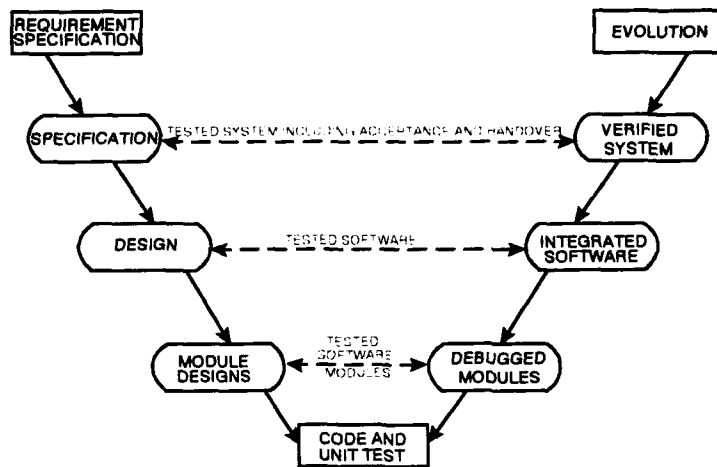 REQUIREMENT
SPECIFICATION
EVOLUTION
SPECIFICATION
TESTED SYSTEM INCLUDING ACCEPTANCE AND HANDOVER
VERIFIED
SYSTEM
DESIGN
TESTED SOFTWARE
INTEGRATED
SOFTWARE
MODULE
DESIGNS
TESTED
SOFTWARE
MODULES
DEBUGGED
MODULES
CODE AND
UNIT TEST